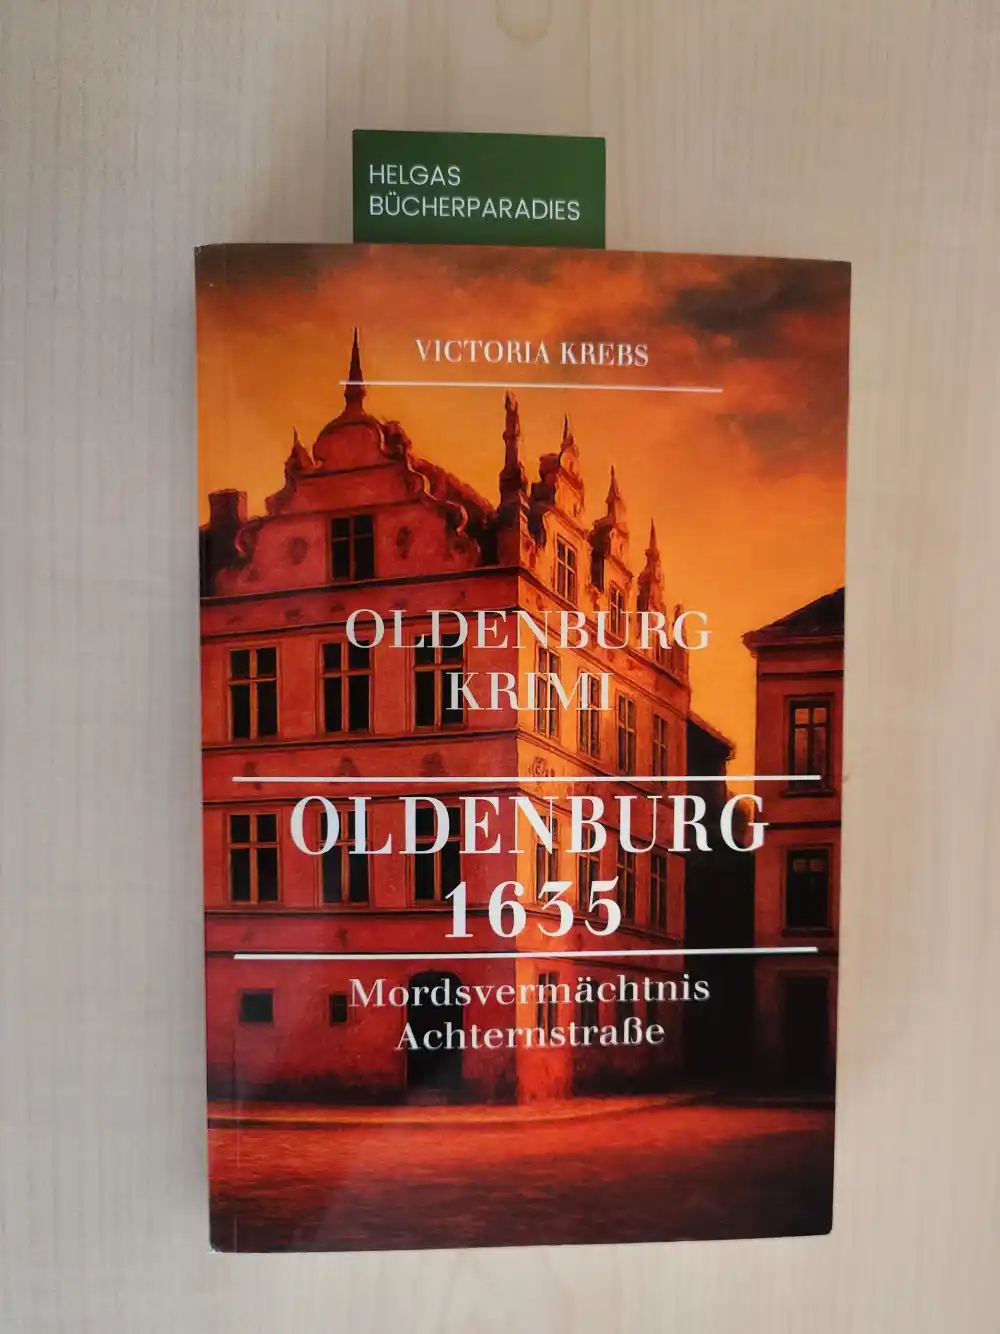 HELGAS
BÜCHERPARADIES
VICTORIA KREBS
OLDENBURG
KRIMI
OLDENBURG
1635
Mordsvermächtnis
Achternstraße